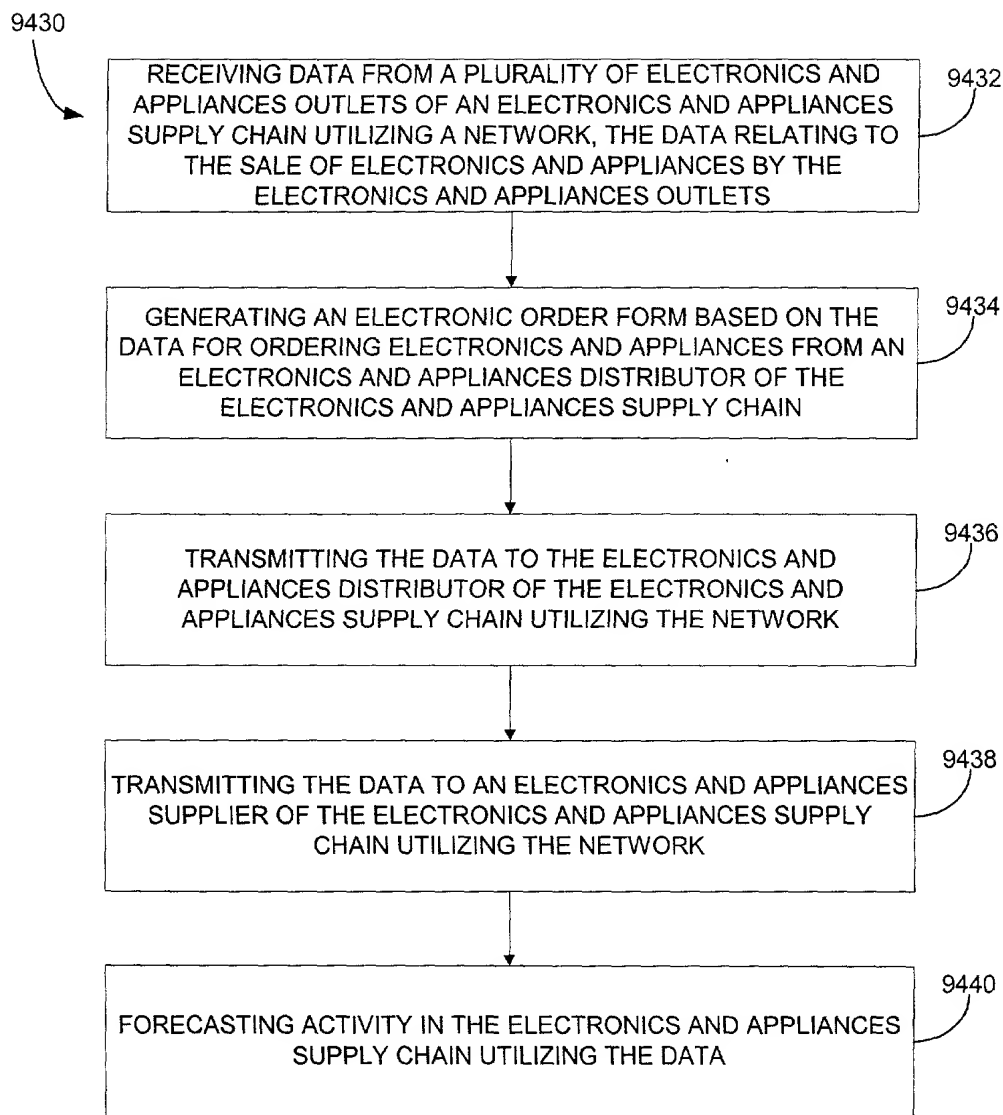 9430
RECEIVING DATA FROM A PLURALITY OF ELECTRONICS AND
APPLIANCES OUTLETS OF AN ELECTRONICS AND APPLIANCES
SUPPLY CHAIN UTILIZING A NETWORK, THE DATA RELATING TO
THE SALE OF ELECTRONICS AND APPLIANCES BY THE
ELECTRONICS AND APPLIANCES OUTLETS
9432
GENERATING AN ELECTRONIC ORDER FORM BASED ON THE
DATA FOR ORDERING ELECTRONICS AND APPLIANCES FROM AN
ELECTRONICS AND APPLIANCES DISTRIBUTOR OF THE
ELECTRONICS AND APPLIANCES SUPPLY CHAIN
9434
TRANSMITTING THE DATA TO THE ELECTRONICS AND
APPLIANCES DISTRIBUTOR OF THE ELECTRONICS AND
APPLIANCES SUPPLY CHAIN UTILIZING THE NETWORK
9436
TRANSMITTING THE DATA TO AN ELECTRONICS AND APPLIANCES
SUPPLIER OF THE ELECTRONICS AND APPLIANCES SUPPLY
CHAIN UTILIZING THE NETWORK
9438
FORECASTING ACTIVITY IN THE ELECTRONICS AND APPLIANCES
SUPPLY CHAIN UTILIZING THE DATA
9440